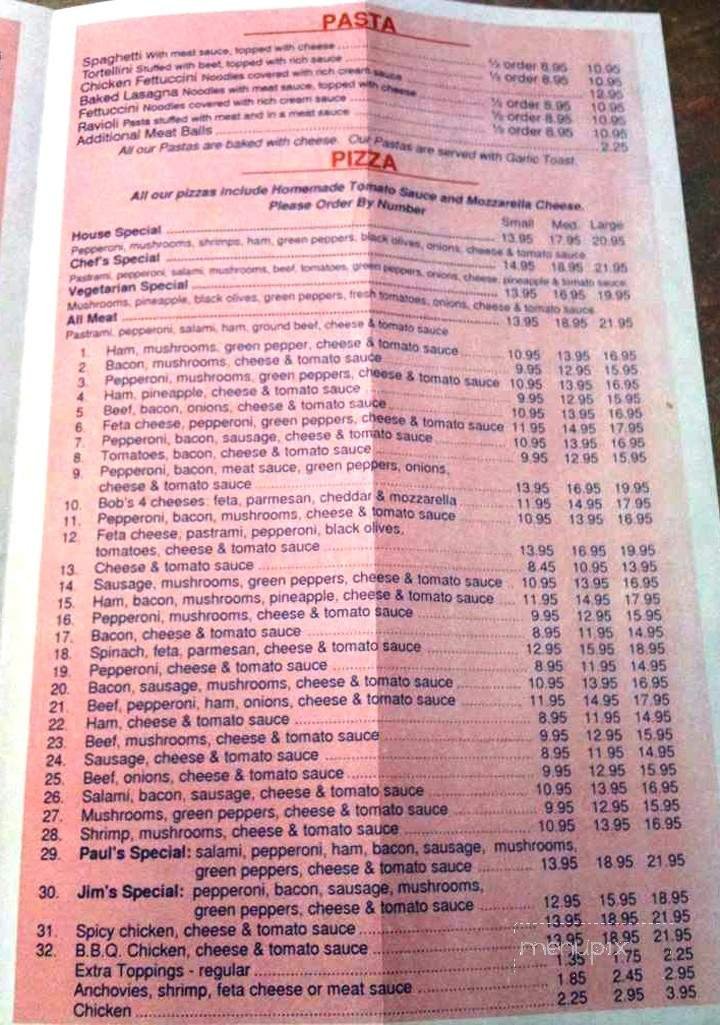 PASTA
Spaghetti With meat sauce, topped with cheese ½ order 8.95 10.95
Tortellini Stuffed with beef, topped with rich sauce ½ order 8.95 10.95
Chicken Fettuccini Noodles covered with rich cream sauce 12.95
Baked Lasagna Noodles with meat sauce, topped with cheese ½ order 8.95 10.95
Fettuccini Noodles covered with rich cream sauce ½ order 8.95 10.95
Ravioli Pasta stuffed with meat and in a meat sauce ½ order 8.95 10.95
Additional Meat Balls 2.25
All our Pastas are baked with cheese. Our Pastas are served with Garlic Toast.
PIZZA
All our pizzas include Homemade Tomato Sauce and Mozzarella Cheese.
Please Order By Number
Small Med. Large
House Special 13.95 17.95 20.95
Pepperoni, mushrooms, shrimps, ham, green peppers, black olives, onions, cheese & tomato sauce
Chef's Special 14.95 18.95 21.95
Pastrami, pepperoni, salami, mushrooms, beef, tomatoes, green peppers, onions, cheese, pineapple & tomato sauce
Vegetarian Special 13.95 16.95 19.95
Mushrooms, pineapple, black olives, green peppers, fresh tomatoes, onions, cheese & tomato sauce
All Meat 13.95 18.95 21.95
Pastrami, pepperoni, salami, ham, ground beef, cheese & tomato sauce
1. Ham, mushrooms, green pepper, cheese & tomato sauce 10.95 13.95 16.95
2. Bacon, mushrooms, cheese & tomato sauce 9.95 12.95 15.95
3. Pepperoni, mushrooms, green peppers, cheese & tomato sauce 10.95 13.95 16.95
4. Ham, pineapple, cheese & tomato sauce 9.95 12.95 15.95
5. Beef, bacon, onions, cheese & tomato sauce 10.95 13.95 16.95
6. Feta cheese, pepperoni, green peppers, cheese & tomato sauce 11.95 14.95 17.95
7. Pepperoni, bacon, sausage, cheese & tomato sauce 10.95 13.95 16.95
8. Tomatoes, bacon, cheese & tomato sauce 9.95 12.95 15.95
9. Pepperoni, bacon, meat sauce, green peppers, onions,
cheese & tomato sauce 13.95 16.95 19.95
10. Bob's 4 cheeses: feta, parmesan, cheddar & mozzarella 11.95 14.95 17.95
11. Pepperoni, bacon, mushrooms, cheese & tomato sauce 10.95 13.95 16.95
12. Feta cheese, pastrami, pepperoni, black olives,
tomatoes, cheese & tomato sauce 13.95 16.95 19.95
13. Cheese & tomato sauce 8.45 10.95 13.95
14. Sausage, mushrooms, green peppers, cheese & tomato sauce 10.95 13.95 16.95
15. Ham, bacon, mushrooms, pineapple, cheese & tomato sauce 11.95 14.95 17.95
16. Pepperoni, mushrooms, cheese & tomato sauce 9.95 12.95 15.95
17. Bacon, cheese & tomato sauce 8.95 11.95 14.95
18. Spinach, feta, parmesan, cheese & tomato sauce 12.95 15.95 18.95
19. Pepperoni, cheese & tomato sauce 8.95 11.95 14.95
20. Bacon, sausage, mushrooms, cheese & tomato sauce 10.95 13.95 16.95
21. Beef, pepperoni, ham, onions, cheese & tomato sauce 11.95 14.95 17.95
22. Ham, cheese & tomato sauce 8.95 11.95 14.95
23. Beef, mushrooms, cheese & tomato sauce 9.95 12.95 15.95
24. Sausage, cheese & tomato sauce 8.95 11.95 14.95
25. Beef, onions, cheese & tomato sauce 9.95 12.95 15.95
26. Salami, bacon, sausage, cheese & tomato sauce 10.95 13.95 16.95
27. Mushrooms, green peppers, cheese & tomato sauce 9.95 12.95 15.95
28. Shrimp, mushrooms, cheese & tomato sauce 10.95 13.95 16.95
29. Paul's Special: salami, pepperoni, ham, bacon, sausage, mushrooms,
green peppers, cheese & tomato sauce 13.95 18.95 21.95
30. Jim's Special: pepperoni, bacon, sausage, mushrooms,
green peppers, cheese & tomato sauce 12.95 15.95 18.95
31. Spicy chicken, cheese & tomato sauce 13.95 18.95 21.95
32. B.B.Q. Chicken, cheese & tomato sauce 13.95 18.95 21.95
Extra Toppings - regular 1.35 1.75 2.25
Anchovies, shrimp, feta cheese or meat sauce 1.85 2.45 2.95
Chicken 2.25 2.95 3.95
menupix